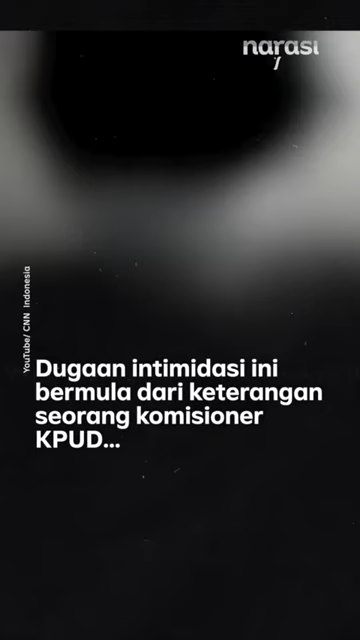 narasi
YouTube/ CNN Indonesia
Dugaan intimidasi ini
bermula dari keterangan
seorang komisioner
KPUD...